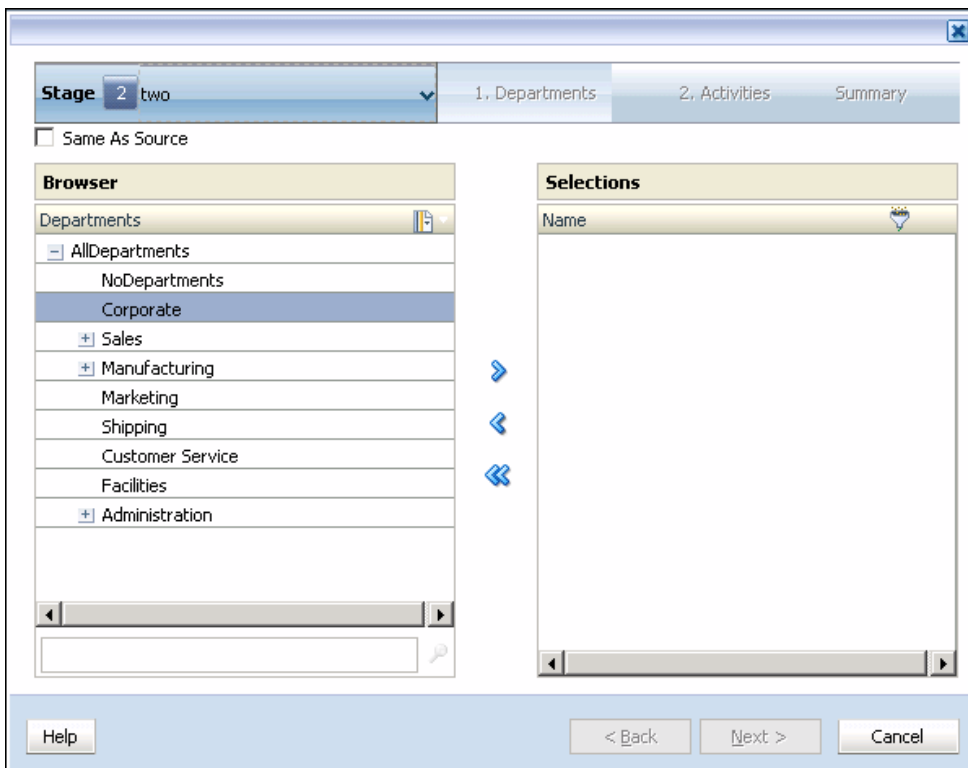 Stage 2 two 1. Departments 2. Activities Summary
Same As Source
Browser Selections
Departments Name
AllDepartments
NoDepartments
Corporate
Sales
Manufacturing
Marketing
Shipping
Customer Service
Facilities
Administration
Help < Back Next > Cancel